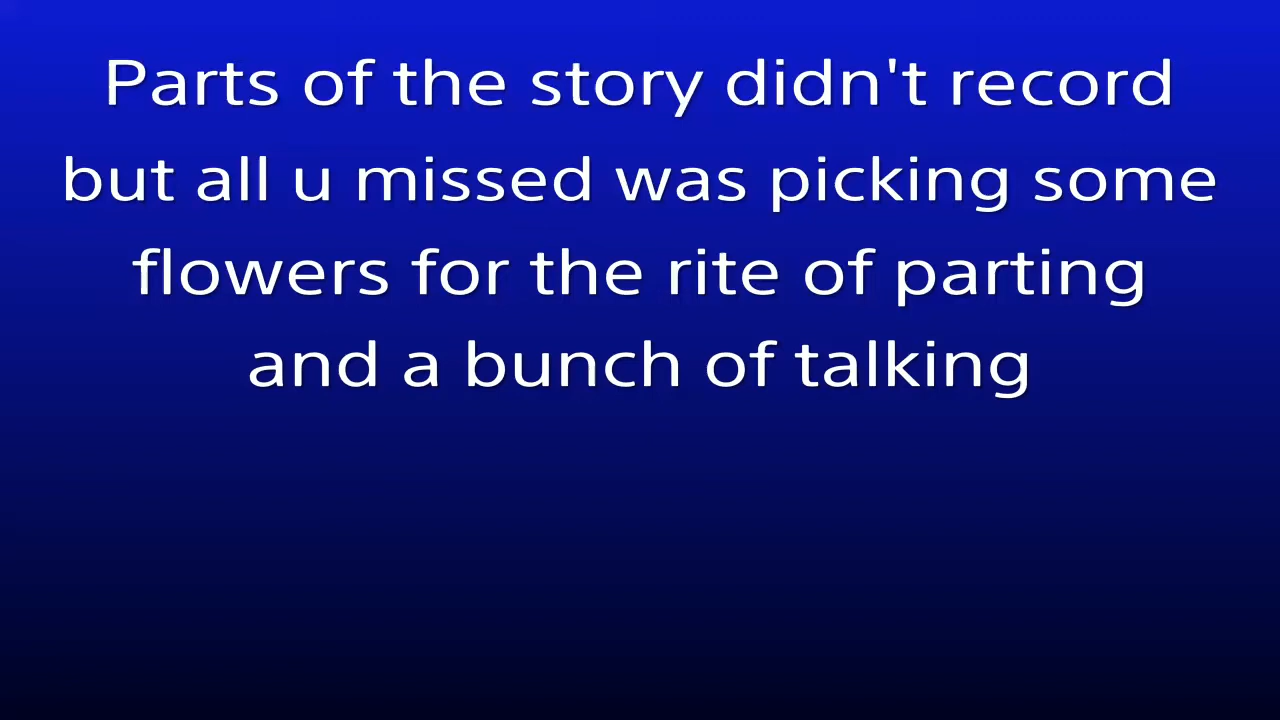 Parts of the story didn't record
but all u missed was picking some
flowers for the rite of parting
and a bunch of talking